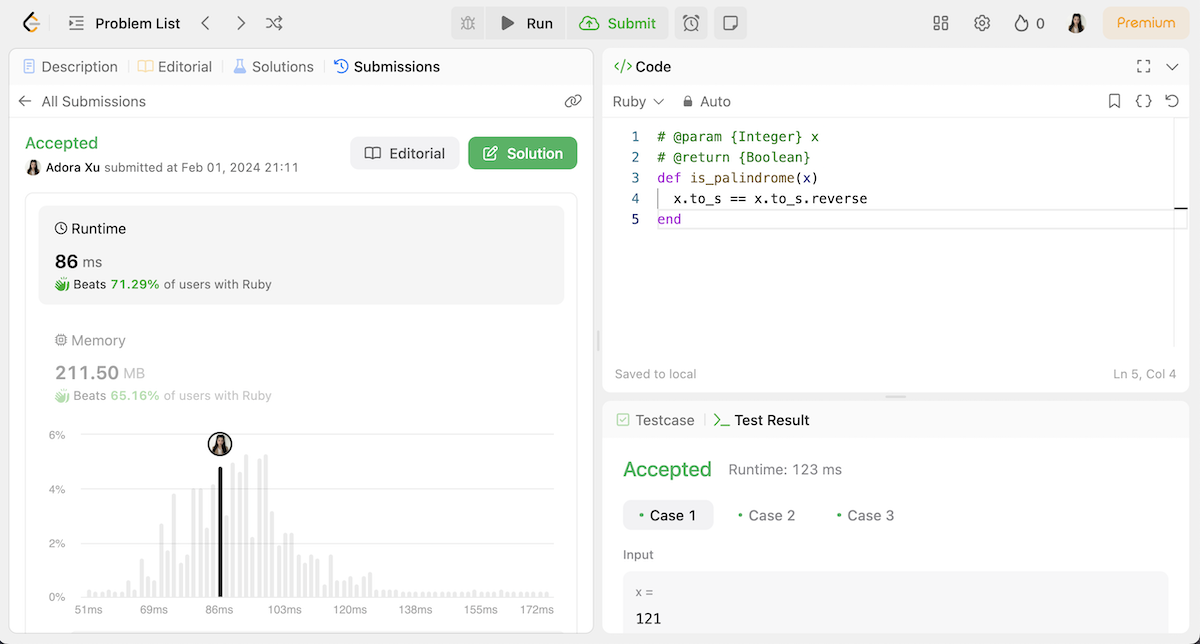 Problem List
Run
Submit
0
Premium
Description
Editorial
Solutions
Submissions
All Submissions
Accepted
Adora Xu submitted at Feb 01, 2024 21:11
Editorial
Solution
Runtime
86 ms
Beats 71.29% of users with Ruby
Memory
211.50 MB
Beats 65.16% of users with Ruby
6%
4%
2%
0%
51ms 69ms 86ms 103ms 120ms 138ms 155ms 172ms
</> Code
Ruby
Auto
1 # @param {Integer} x
2 # @return {Boolean}
3 def is_palindrome(x)
4 x.to_s == x.to_s.reverse
5 end
Saved to local
Ln 5, Col 4
Testcase
>_ Test Result
Accepted Runtime: 123 ms
• Case 1 • Case 2 • Case 3
Input
x =
121